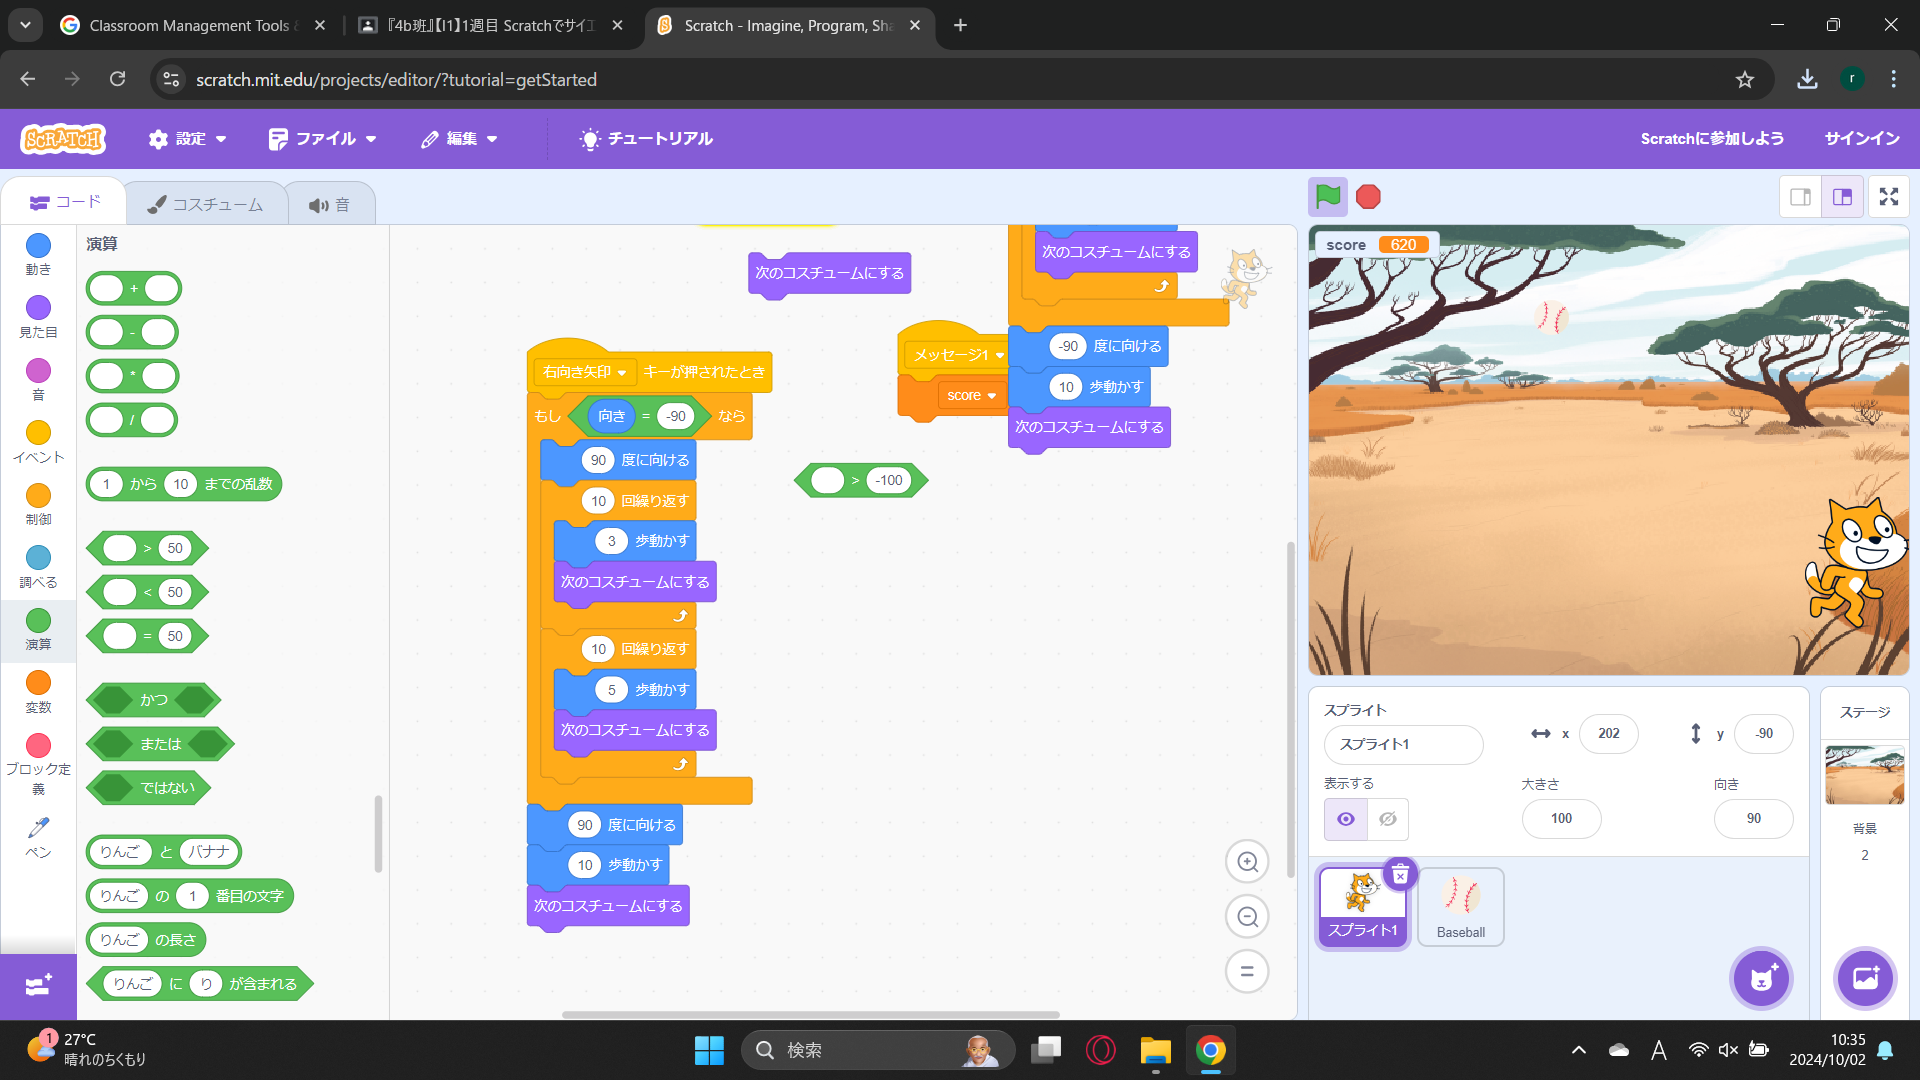 Classroom Management Tools &
『4b班』【I1】1週目 Scratchでサイエ
Scratch - Imagine, Program, Sha
scratch.mit.edu/projects/editor/?tutorial=getStarted
r
SCRATCH
設定
ファイル
編集
チュートリアル
Scratchに参加しよう
サインイン
コード
コスチューム
音
動き
見た目
音
イベント
制御
調べる
演算
変数
ブロック定義
ペン
演算
+
-
*
/
1 から 10 までの乱数
> 50
< 50
= 50
かつ
または
ではない
りんご と バナナ
りんご の 1 番目の文字
りんご の長さ
りんご に り が含まれる
次のコスチュームにする
右向き矢印 キーが押されたとき
もし 向き = -90 なら
90 度に向ける
10 回繰り返す
3 歩動かす
次のコスチュームにする
10 回繰り返す
5 歩動かす
次のコスチュームにする
90 度に向ける
10 歩動かす
次のコスチュームにする
メッセージ1
score
> -100
次のコスチュームにする
-90 度に向ける
10 歩動かす
次のコスチュームにする
score 620
スプライト
スプライト1
x 202
y -90
表示する
大きさ
100
向き
90
スプライト1
Baseball
ステージ
背景
2
1
27°C
晴れのちくもり
検索
A
10:35
2024/10/02